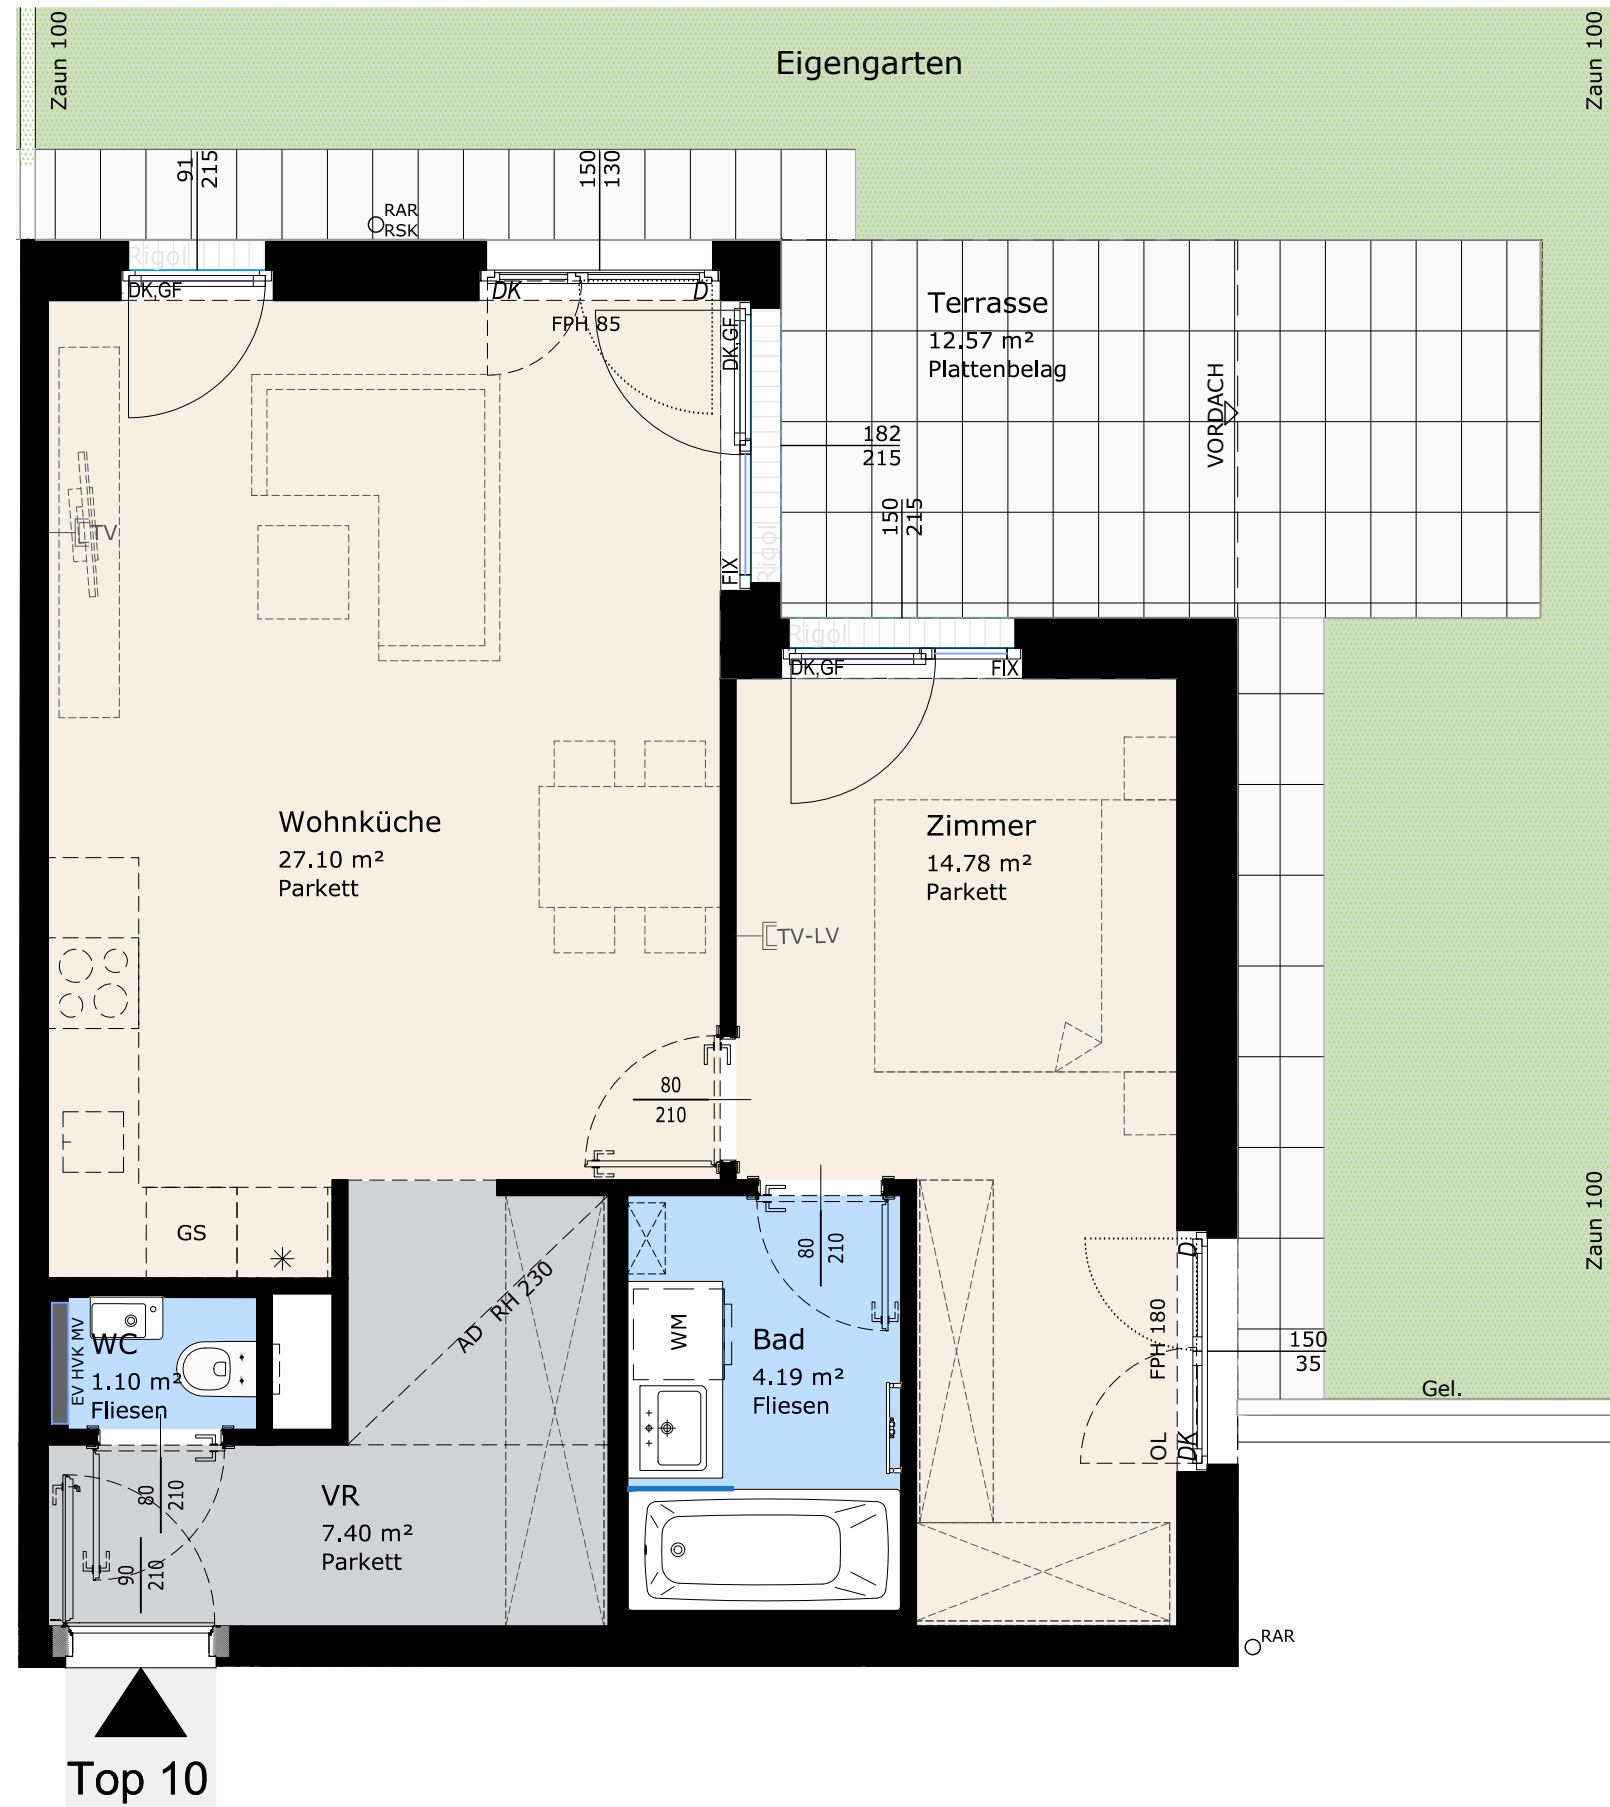 Zaun 100
Eigengarten
Zaun 100
91
215
150
130
RAR
RSK
Rigol
DK,GF
DK
D
FPH 85
DK,GF
Terrasse
12.57 m²
Plattenbelag
VORDACH
182
215
150
215
TV
FIX
Rigol
Rigol
DK,GF
FIX
Wohnküche
27.10 m²
Parkett
Zimmer
14.78 m²
Parkett
TV-LV
80
210
GS
80
210
D
Zaun 100
AD RH 230
WM
EV HVK MV
WC
1.10 m²
Fliesen
Bad
4.19 m²
Fliesen
FPH 180
150
35
Gel.
OL
DK
80
210
VR
7.40 m²
Parkett
90
210
RAR
Top 10